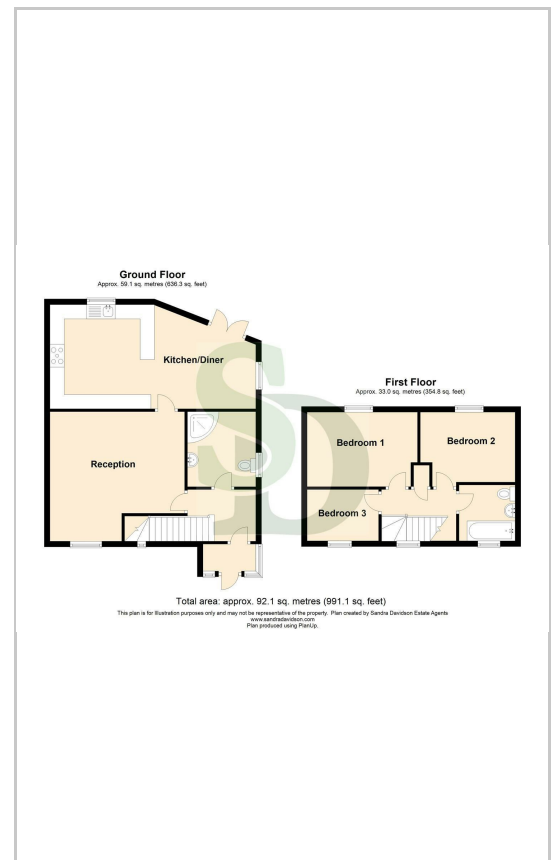 Ground Floor
Approx. 59.1 sq. metres (636.3 sq. feet)
Kitchen/Diner
Reception
First Floor
Approx. 33.0 sq. metres (354.8 sq. feet)
Bedroom 1
Bedroom 2
Bedroom 3
SD
Total area: approx. 92.1 sq. metres (991.1 sq. feet)
This plan is for Illustration purposes only and may not be representative of the property. Plan created by Sandra Davidson Estate Agents
www.sandradavidson.com
Plan produced using PlanUp.